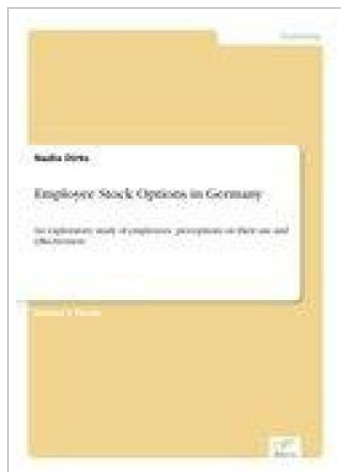 Nadia Dirks
Employee Stock Options in Germany
An exploratory study of employees' perceptions on their use and
effectiveness